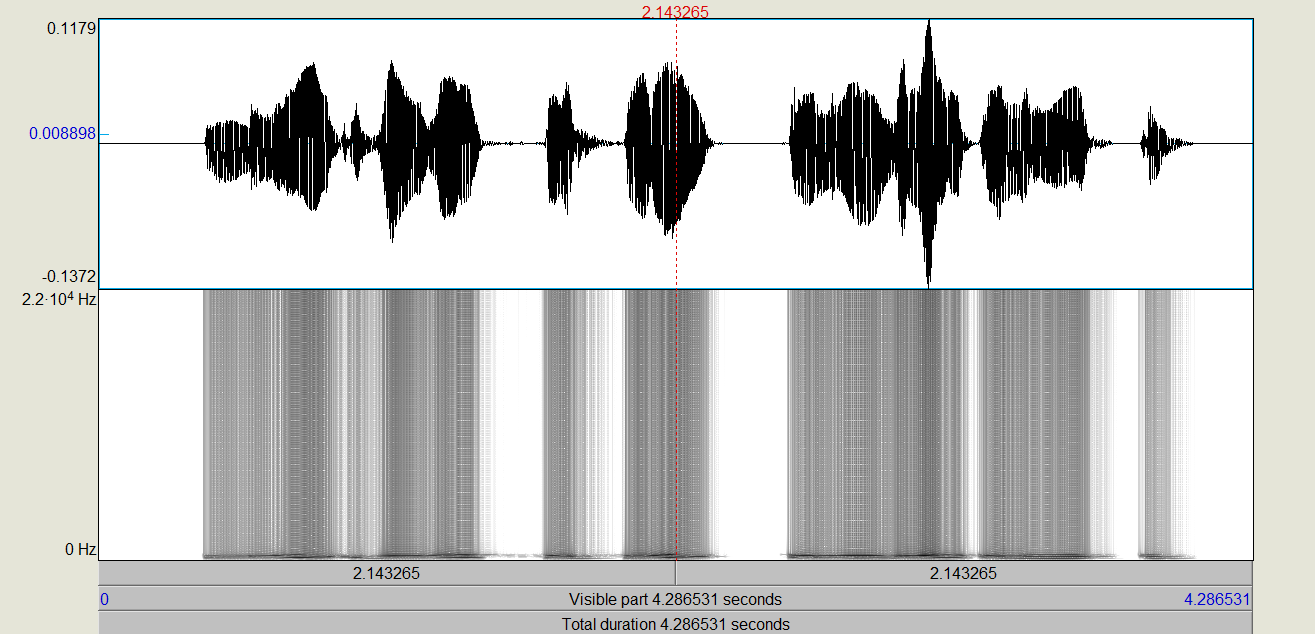 2.143265
0.1179
0.008898
-0.1372
2.2·10⁴ Hz
0 Hz
2.143265 2.143265
0 Visible part 4.286531 seconds 4.286531
Total duration 4.286531 seconds